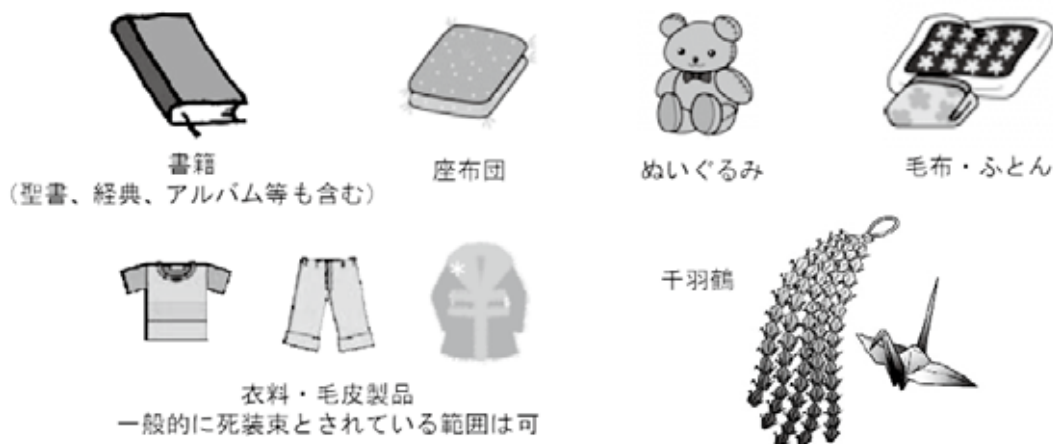 書籍
(聖書、経典、アルバム等も含む)
座布団
ぬいぐるみ
毛布・ふとん
衣料・毛皮製品
一般的に死装束とされている範囲は可
千羽鶴